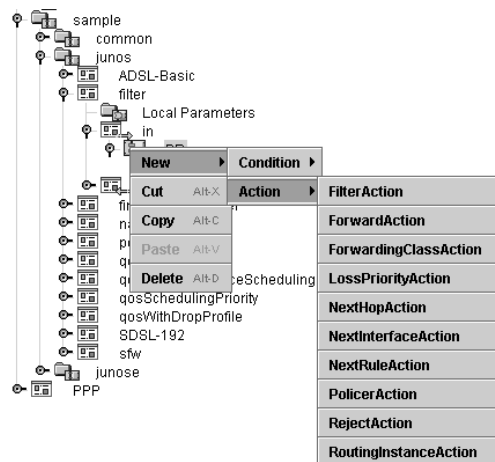 sample
common
junos
ADSL-Basic
filter
Local Parameters
in
New
Condition
Cut Alt-X
Action
FilterAction
Copy Alt-C
ForwardAction
Paste Alt-V
ForwardingClassAction
Delete Alt-D
LossPriorityAction
qosSchedulingPriority
NextHopAction
qosWithDropProfile
NextInterfaceAction
SDSL-192
sfw
NextRuleAction
junose
PPP
PolicerAction
RejectAction
RoutingInstanceAction